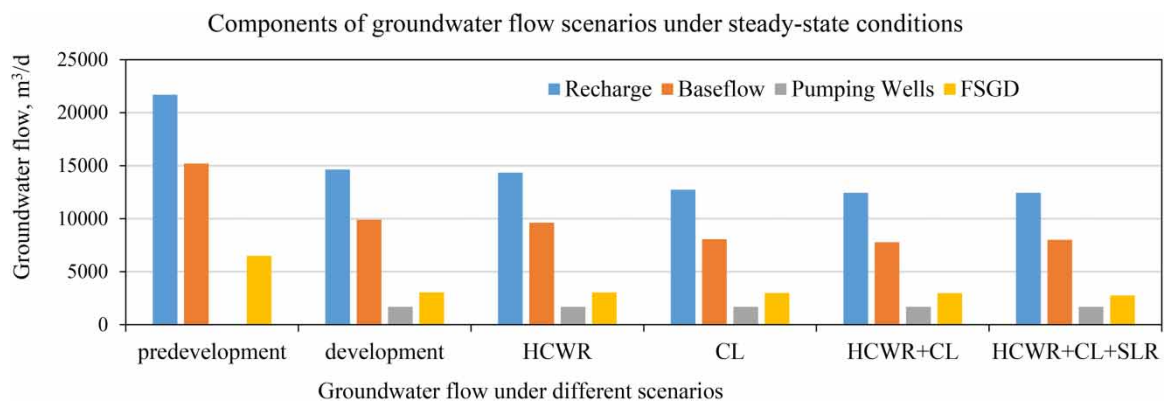 Components of groundwater flow scenarios under steady-state conditions
Groundwater flow, m³/d
25000
20000
15000
10000
5000
0
Recharge Baseflow Pumping Wells FSGD
predevelopment development HCWR CL HCWR+CL HCWR+CL+SLR
Groundwater flow under different scenarios